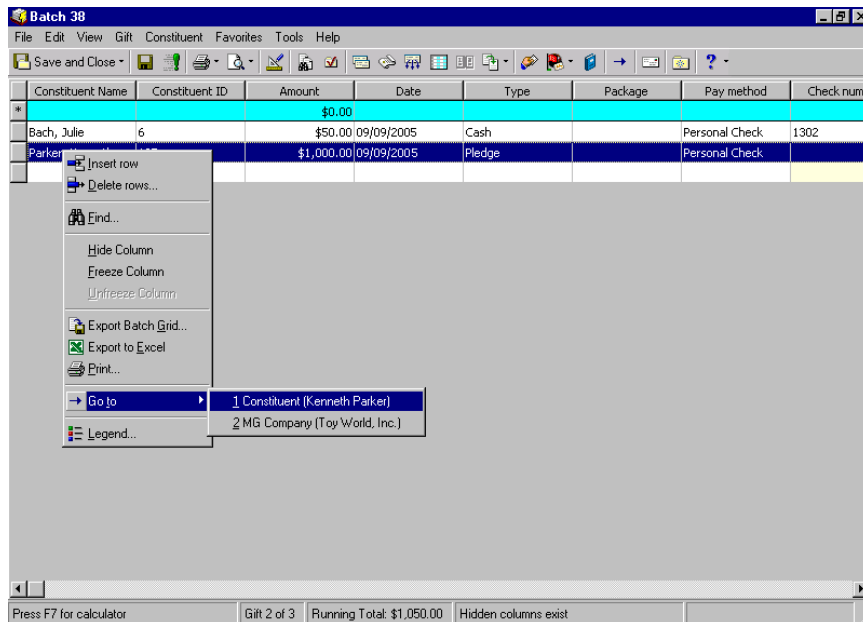 Batch 38
File Edit View Gift Constituent Favorites Tools Help
Save and Close
Constituent Name Constituent ID Amount Date Type Package Pay method Check num
* $0.00
Bach, Julie 6 $50.00 09/09/2005 Cash Personal Check 1302
Parker $1,000.00 09/09/2005 Pledge Personal Check
Insert row
Delete rows...
Find...
Hide Column
Freeze Column
Unfreeze Column
Export Batch Grid...
Export to Excel
Print...
Go to 1 Constituent (Kenneth Parker)
2 MG Company (Toy World, Inc.)
Legend...
Press F7 for calculator Gift 2 of 3 Running Total: $1,050.00 Hidden columns exist